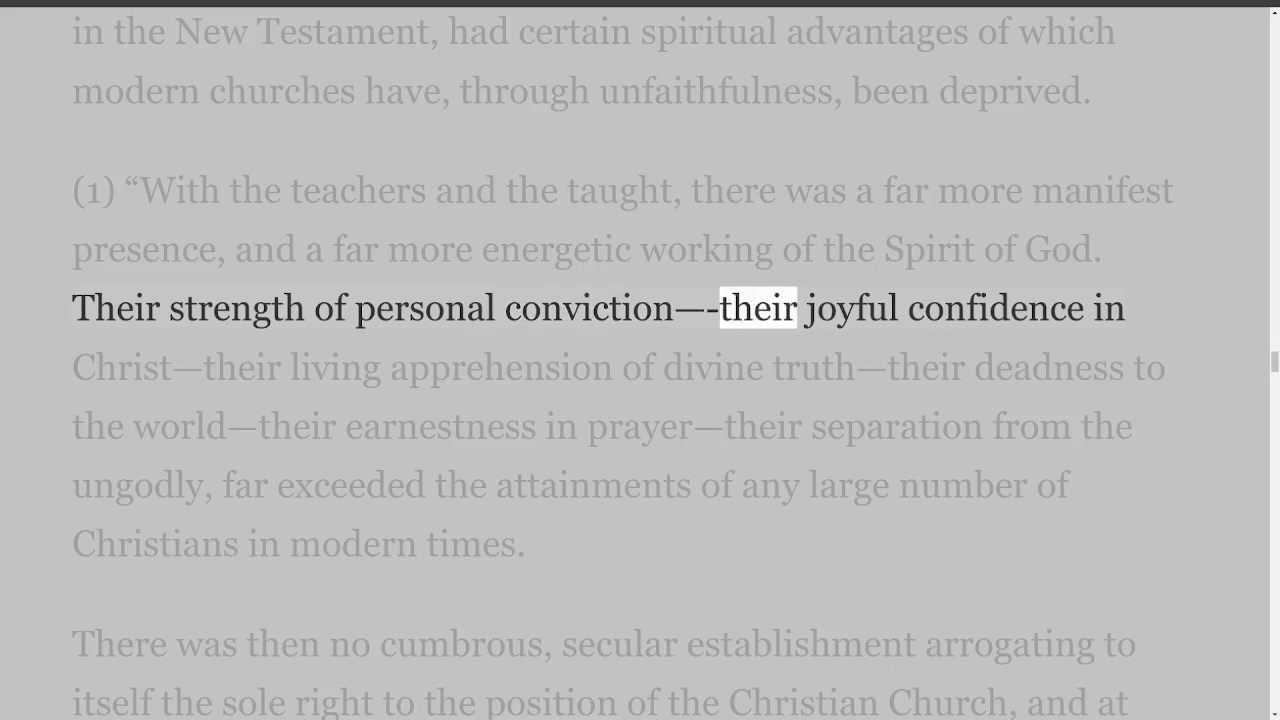 in the New Testament, had certain spiritual advantages of which
modern churches have, through unfaithfulness, been deprived.
(1) “With the teachers and the taught, there was a far more manifest
presence, and a far more energetic working of the Spirit of God.
Their strength of personal conviction—-their joyful confidence in
Christ—their living apprehension of divine truth—their deadness to
the world—their earnestness in prayer—their separation from the
ungodly, far exceeded the attainments of any large number of
Christians in modern times.
There was then no cumbrous, secular establishment arrogating to
itself the sole right to the position of the Christian Church, and at